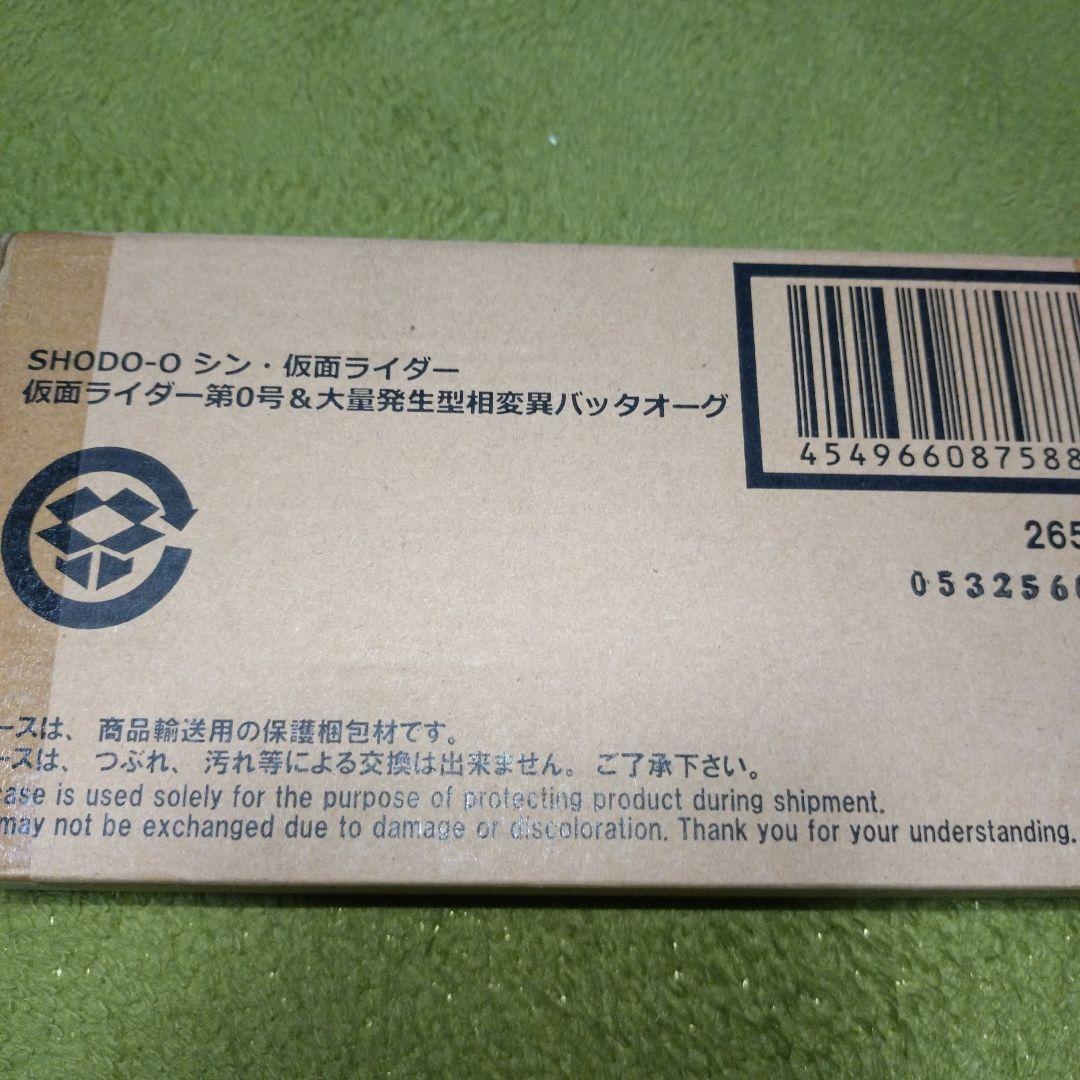 SHODO-O シン・仮面ライダー
仮面ライダー第0号&大量発生型相変異バッタオーグ
454966087588
265
0532560
ースは、商品輸送用の保護梱包材です。
ースは、つぶれ、汚れ等による交換は出来ません。ご了承下さい。
case is used solely for the purpose of protecting product during shipment.
may not be exchanged due to damage or discoloration. Thank you for your understanding.